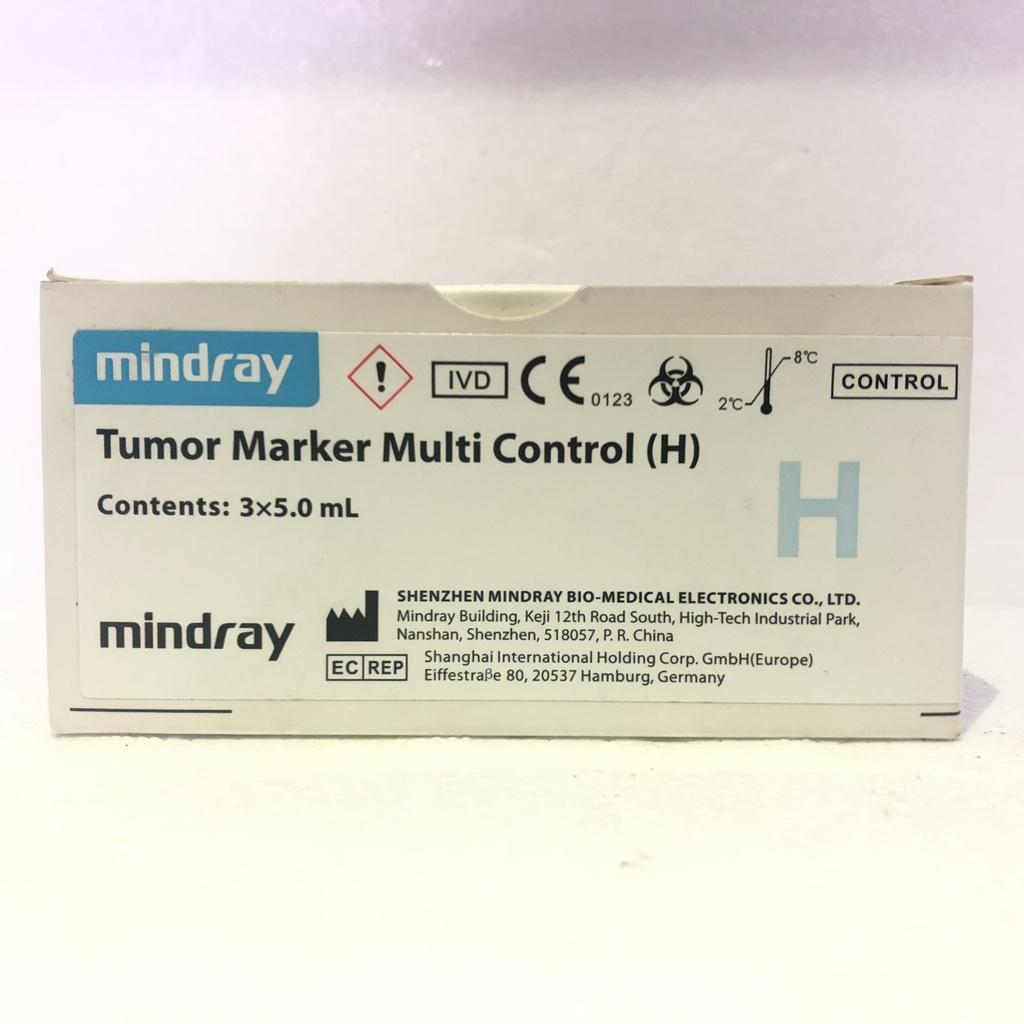 mindray
IVD
CE 0123
2℃ 8℃
CONTROL
Tumor Marker Multi Control (H)
Contents: 3×5.0 mL
H
mindray
SHENZHEN MINDRAY BIO-MEDICAL ELECTRONICS CO., LTD.
Mindray Building, Keji 12th Road South, High-Tech Industrial Park,
Nanshan, Shenzhen, 518057, P. R. China
EC REP
Shanghai International Holding Corp. GmbH(Europe)
Eiffestraβe 80, 20537 Hamburg, Germany